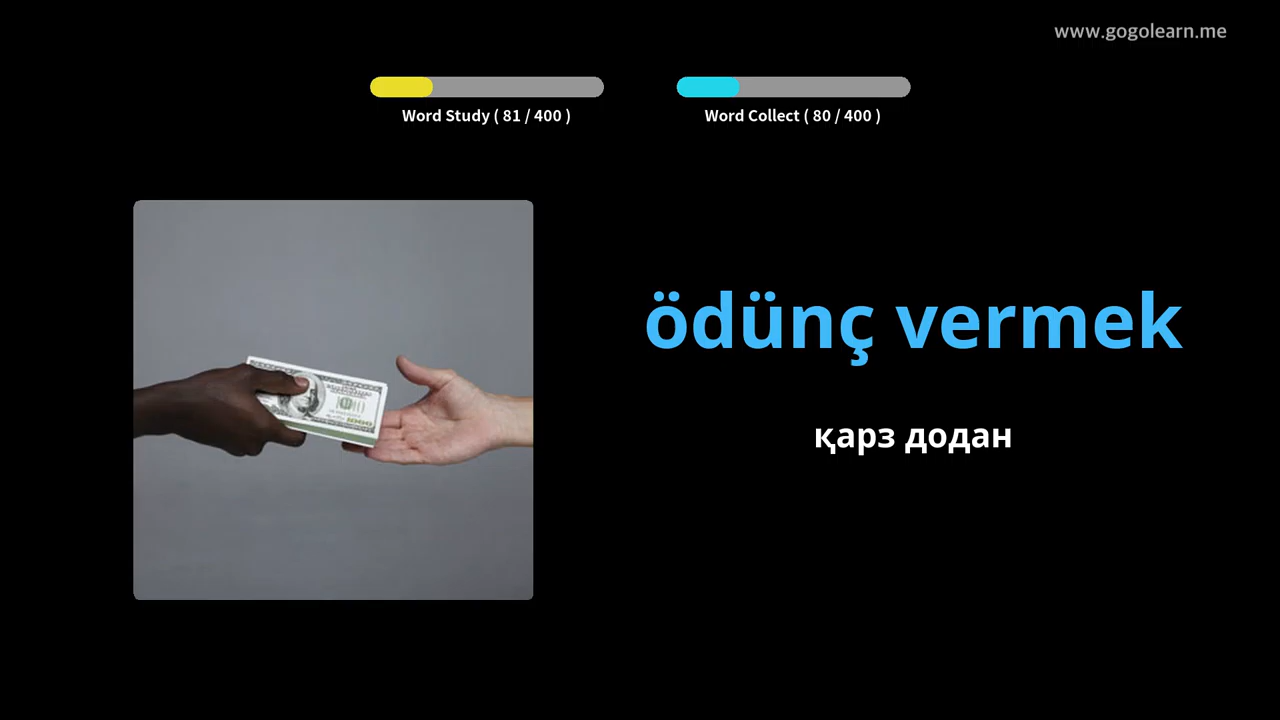 www.gogolearn.me
Word Study ( 81 / 400 )
Word Collect ( 80 / 400 )
ödünç vermek
қарз додан